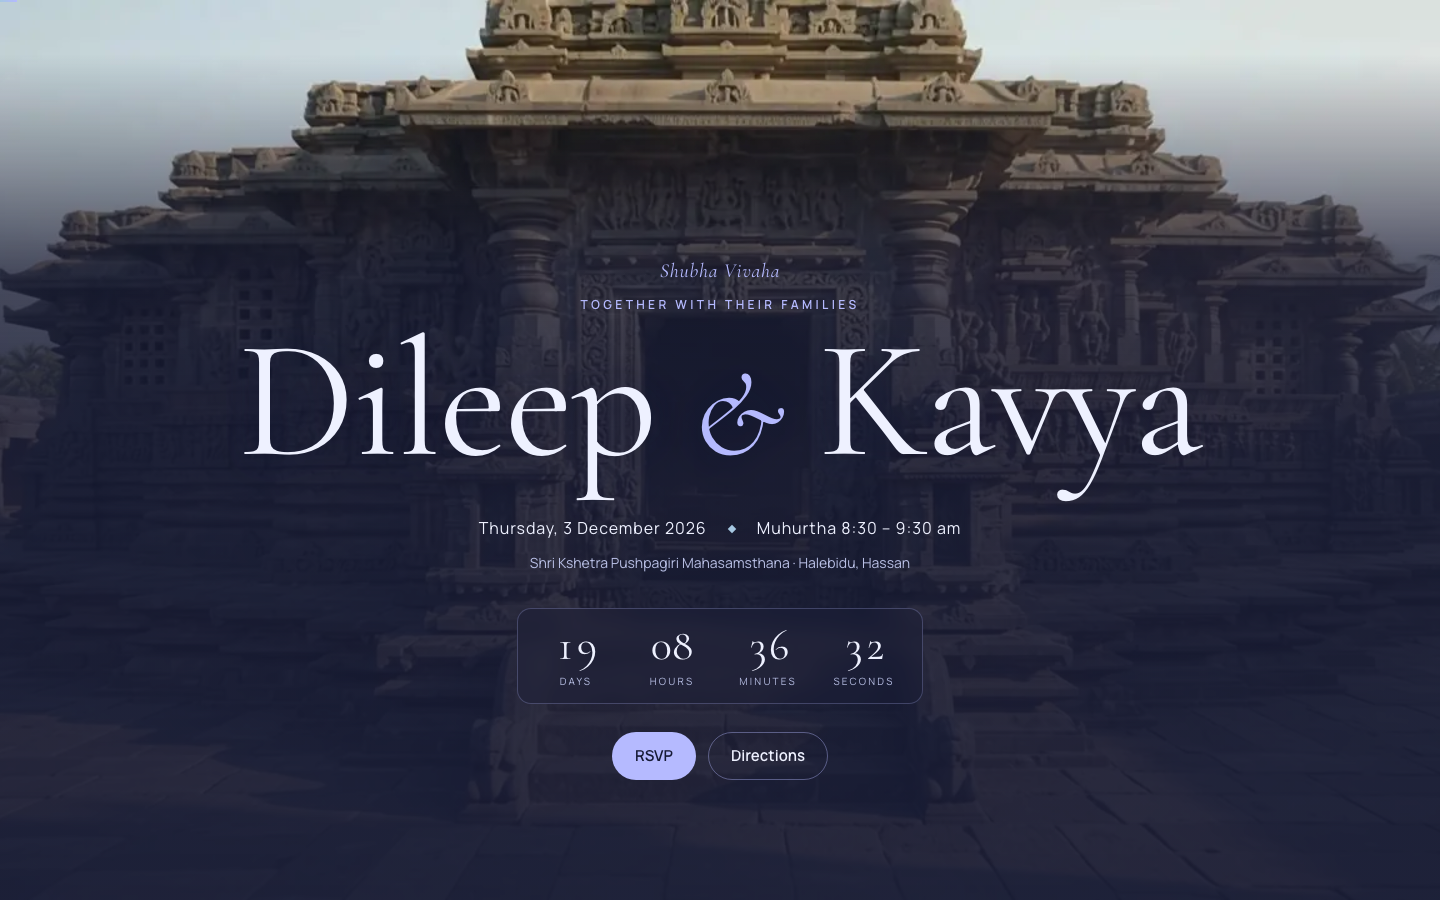 Shubha Vivaha
TOGETHER WITH THEIR FAMILIES
Dileep & Kavya
Thursday, 3 December 2026 ◆ Muhurtha 8:30 – 9:30 am
Shri Kshetra Pushpagiri Mahasamsthana · Halebidu, Hassan
19 08 36 32
DAYS HOURS MINUTES SECONDS
RSVP Directions